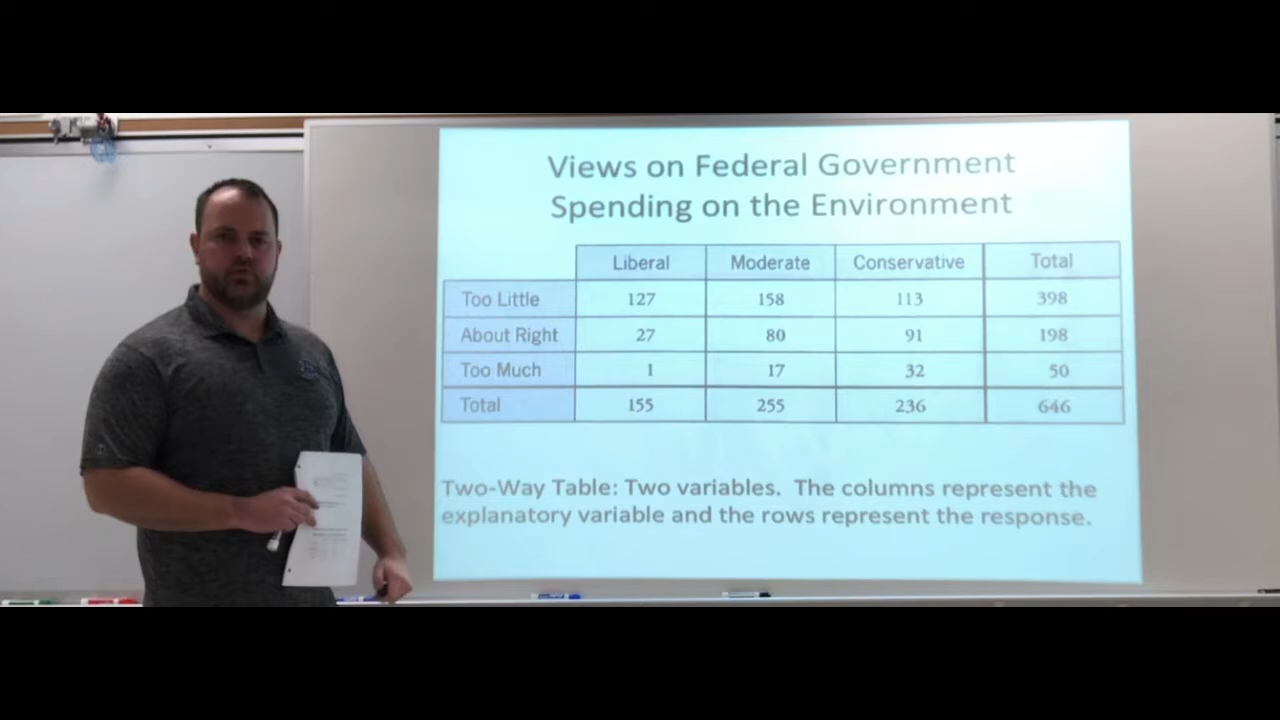 Views on Federal Government
Spending on the Environment
Liberal Moderate Conservative Total
Too Little 127 158 113 398
About Right 27 80 91 198
Too Much 1 17 32 50
Total 155 255 236 646
Two-Way Table: Two variables. The columns represent the
explanatory variable and the rows represent the response.